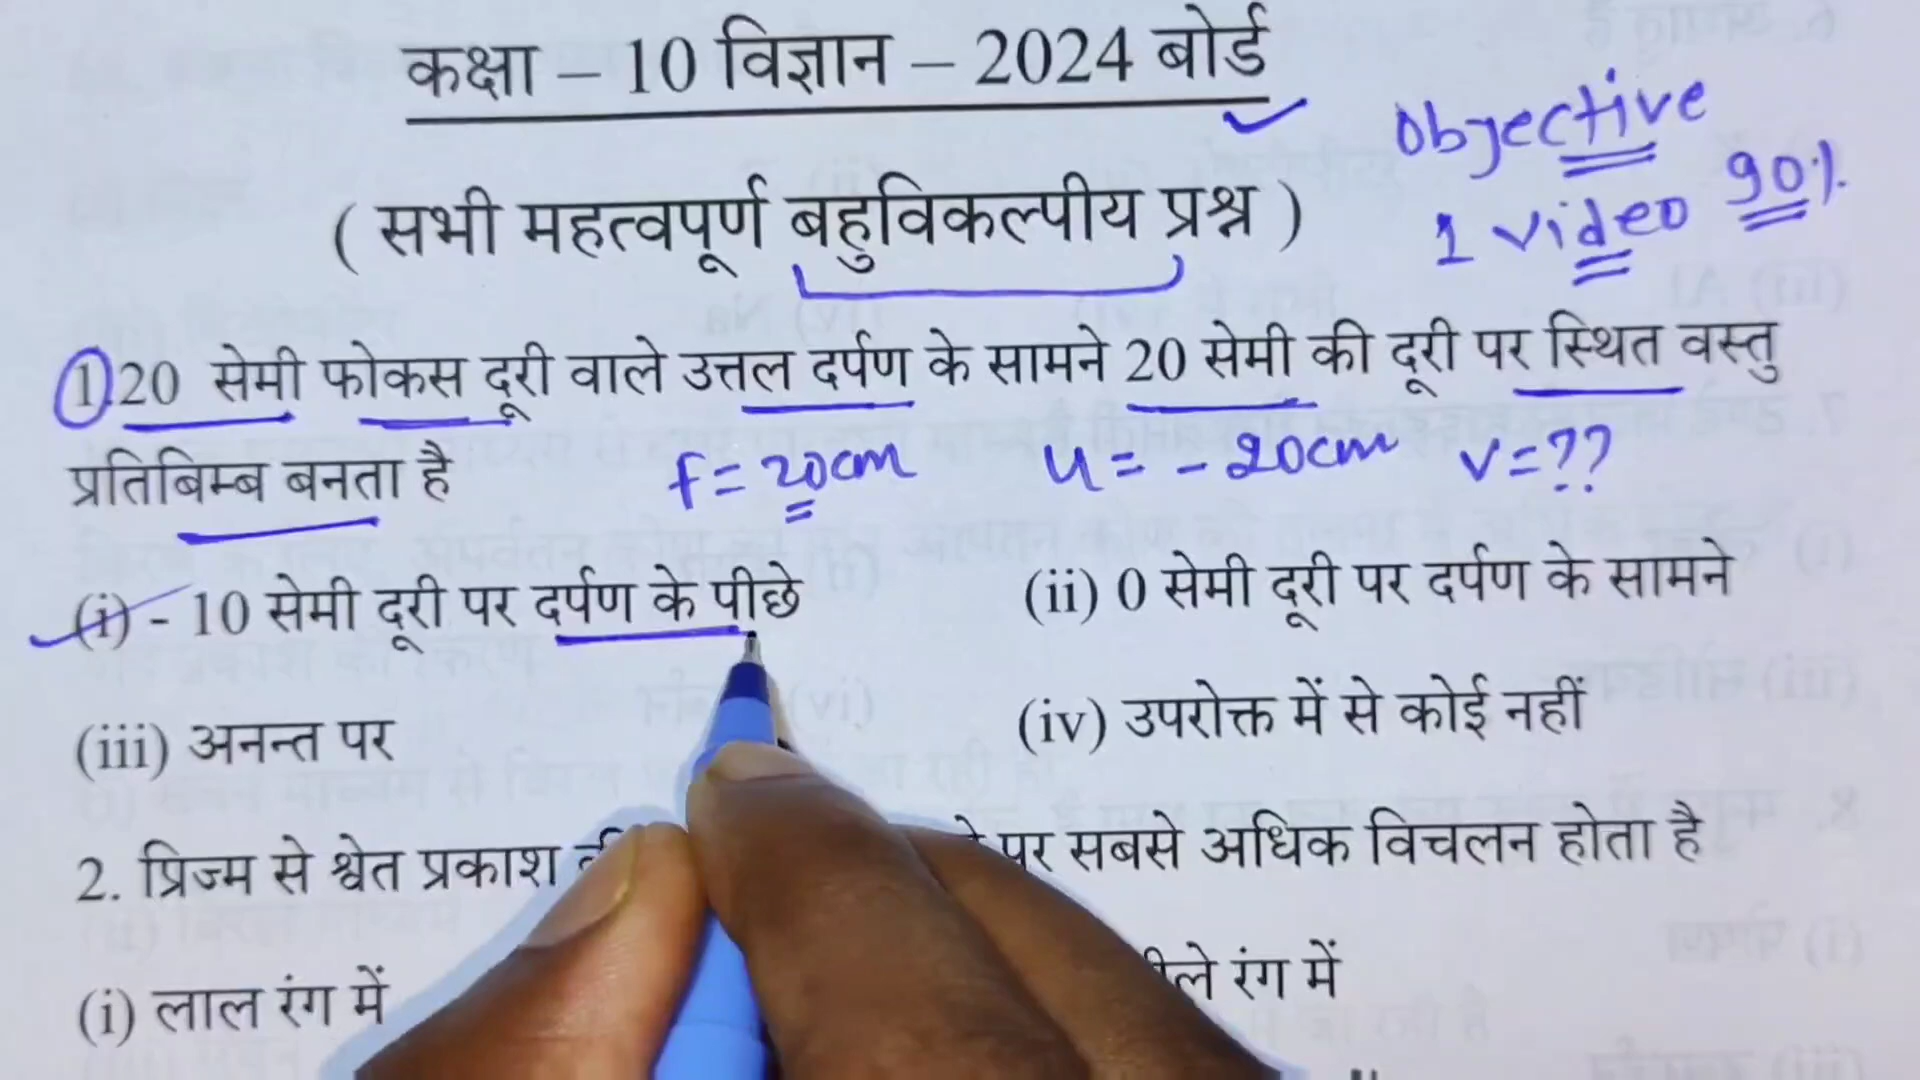 कक्षा – 10 विज्ञान – 2024 बोर्ड
Objective
( सभी महत्वपूर्ण बहुविकल्पीय प्रश्न )
1 video 90%
1.20 सेमी फोकस दूरी वाले उत्तल दर्पण के सामने 20 सेमी की दूरी पर स्थित वस्तु
प्रतिबिम्ब बनता है
f = 20cm u = - 20cm v=??
(i) - 10 सेमी दूरी पर दर्पण के पीछे
(ii) 0 सेमी दूरी पर दर्पण के सामने
(iii) अनन्त पर
(iv) उपरोक्त में से कोई नहीं
2. प्रिज्म से श्वेत प्रकाश पर सबसे अधिक विचलन होता है
(i) लाल रंग में
रंग में